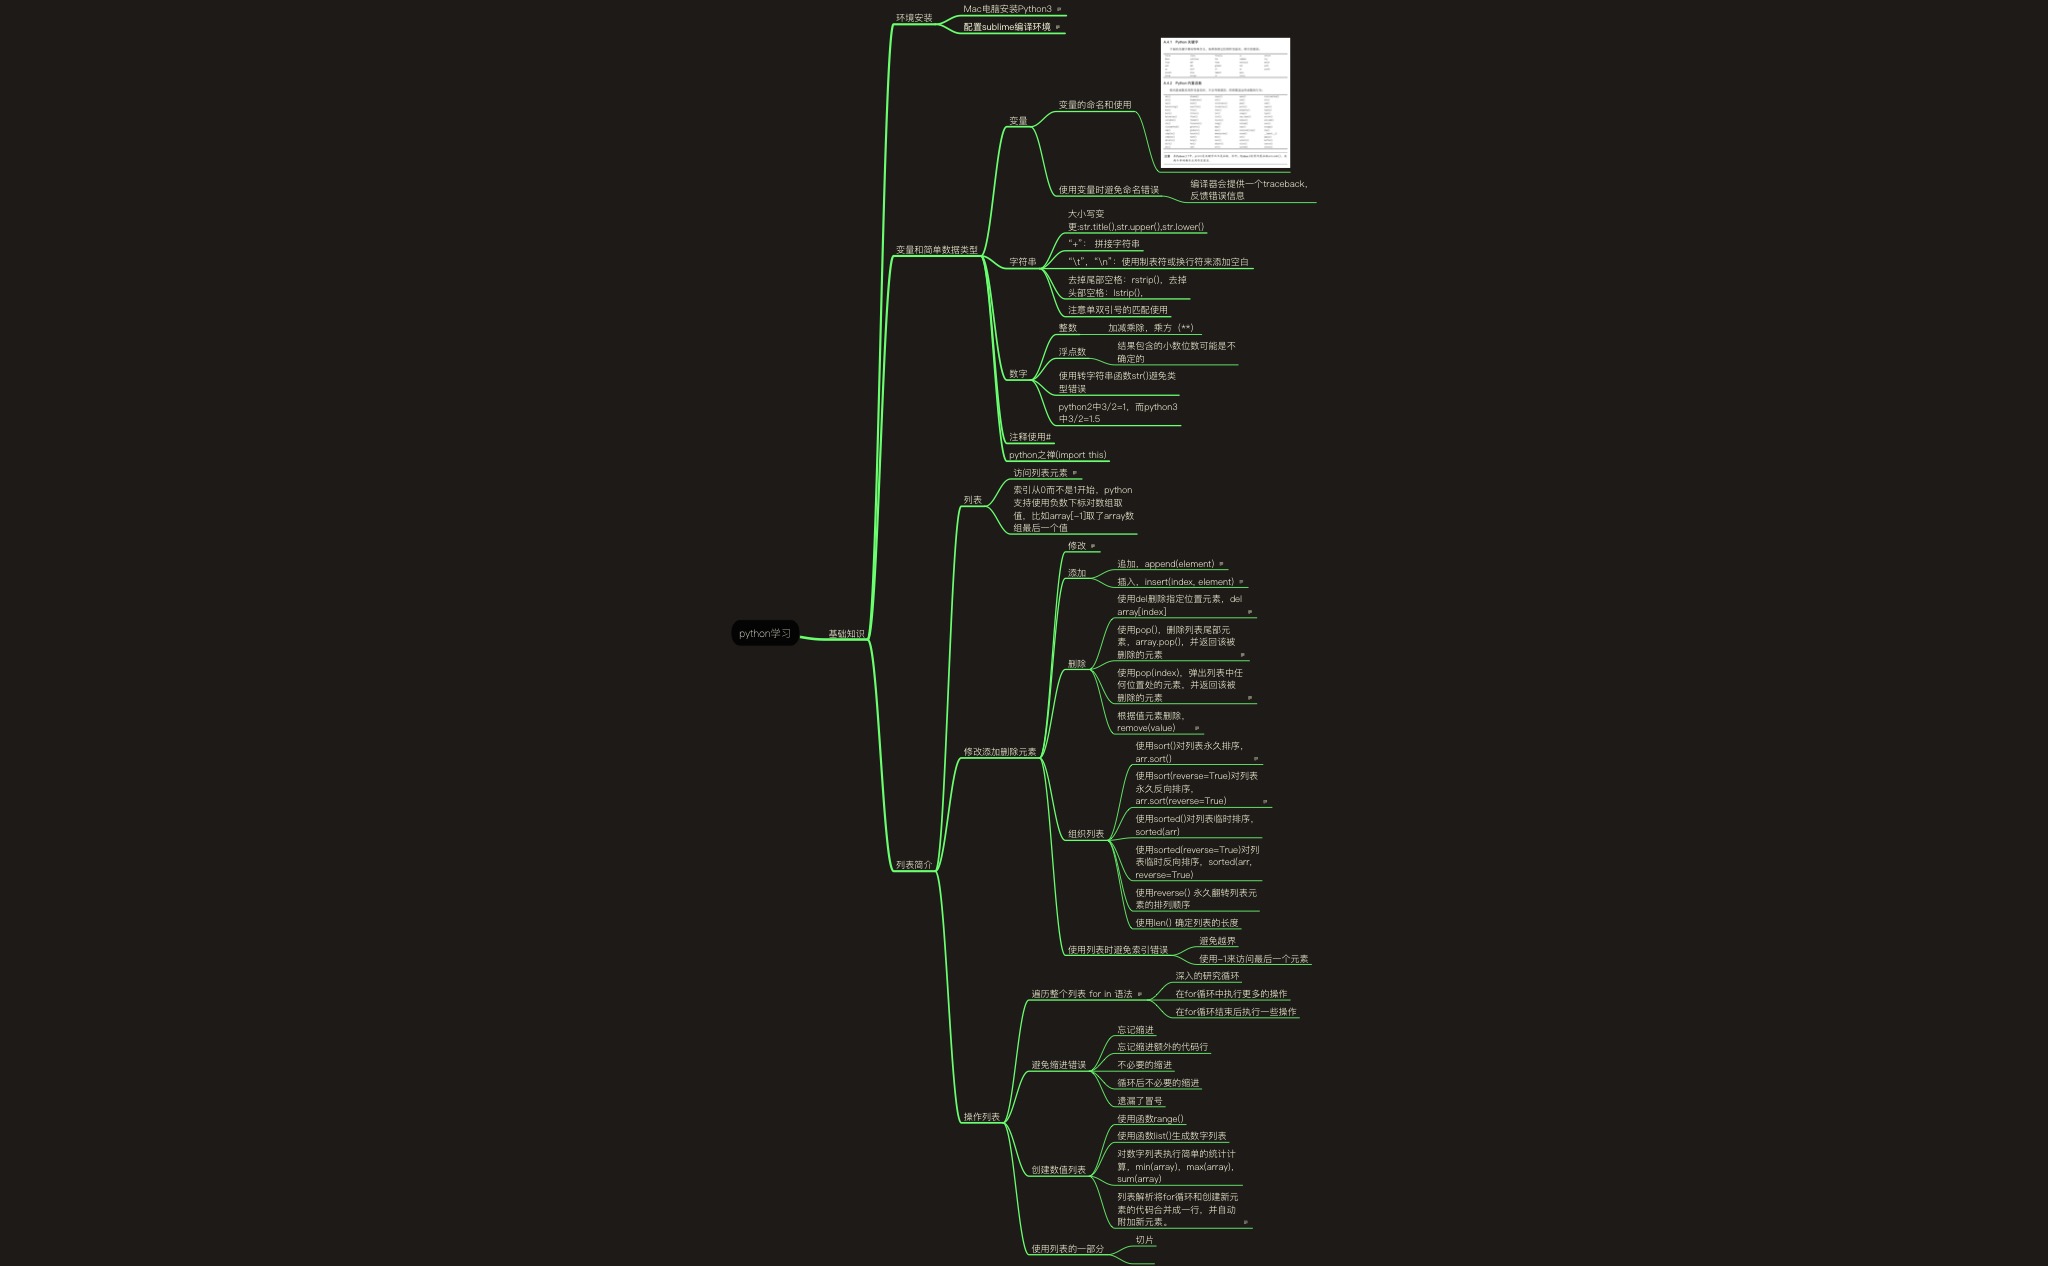 Mac电脑安装Python3
环境安装
配置sublime编译环境
A.4.1 Python关键字
A.4.2 Python内置函数
变量的命名和使用
变量
使用变量时避免命名错误
编译器会提供一个traceback，
反馈错误信息
大小写变
更:str.title(),str.upper(),str.lower()
“+”： 拼接字符串
变量和简单数据类型
字符串
“\t”，“\n”：使用制表符或换行符来添加空白
去掉尾部空格：rstrip()，去掉
头部空格：lstrip()，
注意单双引号的匹配使用
整数
加减乘除，乘方（**）
浮点数
结果包含的小数位数可能是不
确定的
数字
使用转字符串函数str()避免类
型错误
python2中3/2=1，而python3
中3/2=1.5
注释使用#
python之禅(import this)
访问列表元素
列表
索引从0而不是1开始，python
支持使用负数下标对数组取
值，比如array[-1]取了array数
组最后一个值
修改
添加
追加，append(element)
插入，insert(index, element)
使用del删除指定位置元素，del
array[index]
python学习
基础知识
使用pop()，删除列表尾部元
素，array.pop()，并返回该被
删除的元素
删除
使用pop(index)，弹出列表中任
何位置处的元素，并返回该被
删除的元素
根据值元素删除，
remove(value)
修改添加删除元素
使用sort()对列表永久排序，
arr.sort()
使用sort(reverse=True)对列表
永久反向排序，
arr.sort(reverse=True)
使用sorted()对列表临时排序，
sorted(arr)
组织列表
使用sorted(reverse=True)对列
表临时反向排序，sorted(arr,
reverse=True)
列表简介
使用reverse() 永久翻转列表元
素的排列顺序
使用len() 确定列表的长度
使用列表时避免索引错误
避免越界
使用-1来访问最后一个元素
深入的研究循环
遍历整个列表 for in 语法
在for循环中执行更多的操作
在for循环结束后执行一些操作
忘记缩进
忘记缩进额外的代码行
避免缩进错误
不必要的缩进
循环后不必要的缩进
遗漏了冒号
操作列表
使用函数range()
使用函数list()生成数字列表
对数字列表执行简单的统计计
算，min(array)，max(array)，
sum(array)
创建数值列表
列表解析将for循环和创建新元
素的代码合并成一行，并自动
附加新元素。
使用列表的一部分
切片